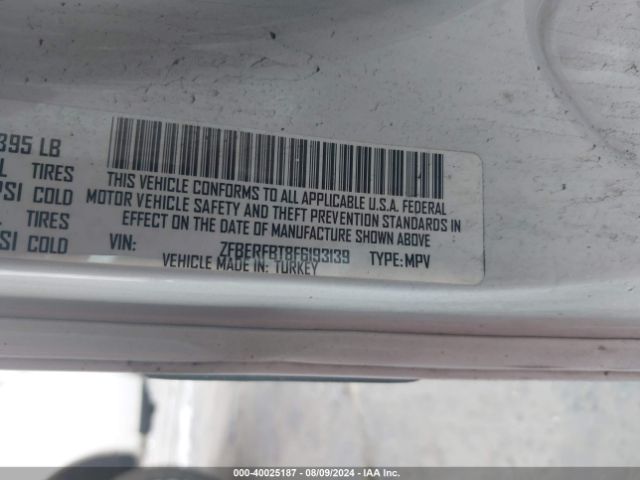 395 LB
TIRES
PSI COLD
TIRES
SI COLD
THIS VEHICLE CONFORMS TO ALL APPLICABLE U.S.A. FEDERAL
MOTOR VEHICLE SAFETY AND THEFT PREVENTION STANDARDS IN
EFFECT ON THE DATE OF MANUFACTURE SHOWN ABOVE
VIN: ZFBERFBT8F6193139 TYPE: MPV
VEHICLE MADE IN: TURKEY
000-40025187 - 08/09/2024 - IAA Inc.